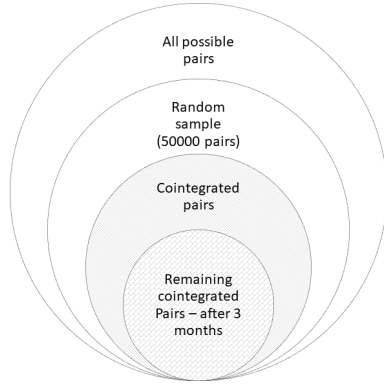 All possible
pairs
Random
sample
(50000 pairs)
Cointegrated
pairs
Remaining
cointegrated
Pairs – after 3
months